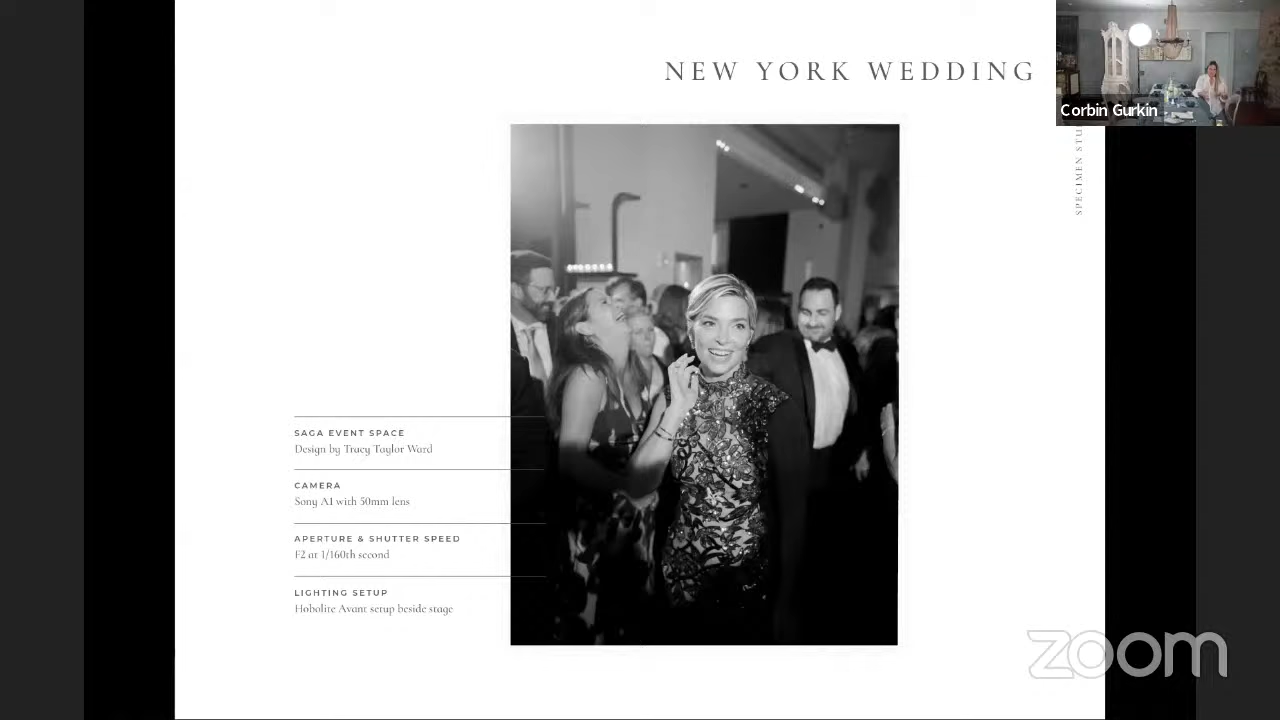 NEW YORK WEDDING
Corbin Gurkin
SPECIMEN
SAGA EVENT SPACE
Design by Tracy Taylor Ward
CAMERA
Sony A1 with 50mm lens
APERTURE & SHUTTER SPEED
F2 at 1/160th second
LIGHTING SETUP
Hobolite Avant setup beside stage
zoom